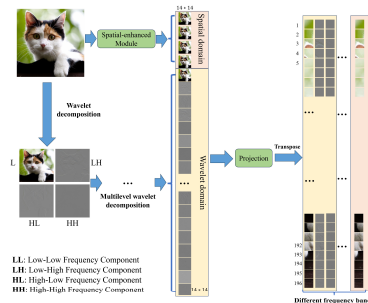 14 × 14
Spatial-enhanced
Module
Spatial domain
Wavelet
decomposition
L
LH
HL
HH
...
Multilevel wavelet
decomposition
Wavelet domain
14 × 14
Projection
Transpose
1
2
3
4
5
...
...
...
...
192
193
194
195
196
Different frequency band
LL: Low-Low Frequency Component
LH: Low-High Frequency Component
HL: High-Low Frequency Component
HH: High-High Frequency Component